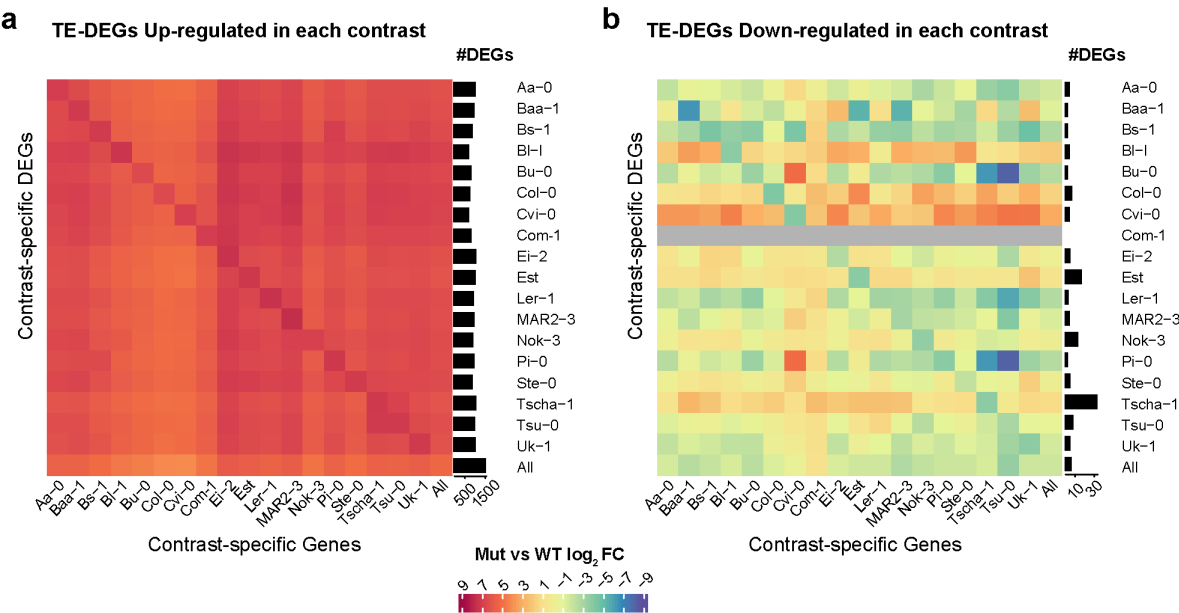 a
TE-DEGs Up-regulated in each contrast
#DEGs
Contrast-specific DEGs
Aa-0
Baa-1
Bs-1
Bl-I
Bu-0
Col-0
Cvi-0
Com-1
Ei-2
Est
Ler-1
MAR2-3
Nok-3
Pi-0
Ste-0
Tscha-1
Tsu-0
Uk-1
All
500 1500
Aa-0 Baa-1 Bs-1 Bl-1 Bu-0 Col-0 Cvi-0 Com-1 Ei-2 Est Ler-1 MAR2-3 Nok-3 Pi-0 Ste-0 Tscha-1 Tsu-0 Uk-1 All
Contrast-specific Genes
b
TE-DEGs Down-regulated in each contrast
#DEGs
Contrast-specific DEGs
Aa-0
Baa-1
Bs-1
Bl-I
Bu-0
Col-0
Cvi-0
Com-1
Ei-2
Est
Ler-1
MAR2-3
Nok-3
Pi-0
Ste-0
Tscha-1
Tsu-0
Uk-1
All
10 30
Aa-0 Baa-1 Bs-1 Bl-1 Bu-0 Col-0 Cvi-0 Com-1 Ei-2 Est Ler-1 MAR2-3 Nok-3 Pi-0 Ste-0 Tscha-1 Tsu-0 Uk-1 All
Contrast-specific Genes
Mut vs WT log2 FC
9 7 5 3 1 -1 -3 -5 -7 -9